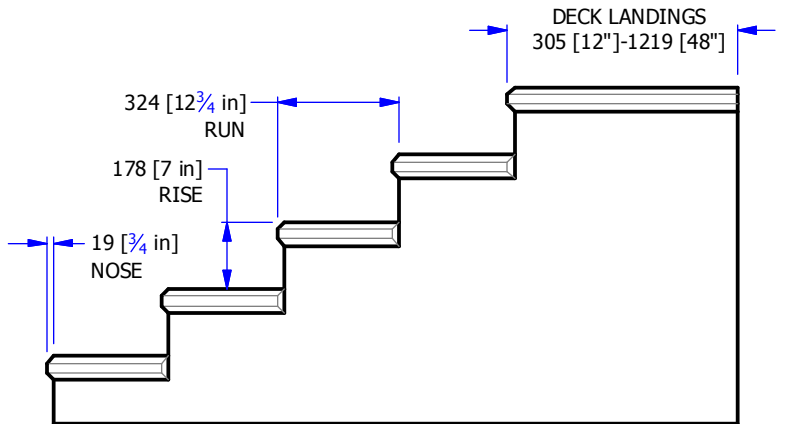 DECK LANDINGS
305 [12"]-1219 [48"]
324 [12¾ in]
RUN
178 [7 in]
RISE
19 [¾ in]
NOSE